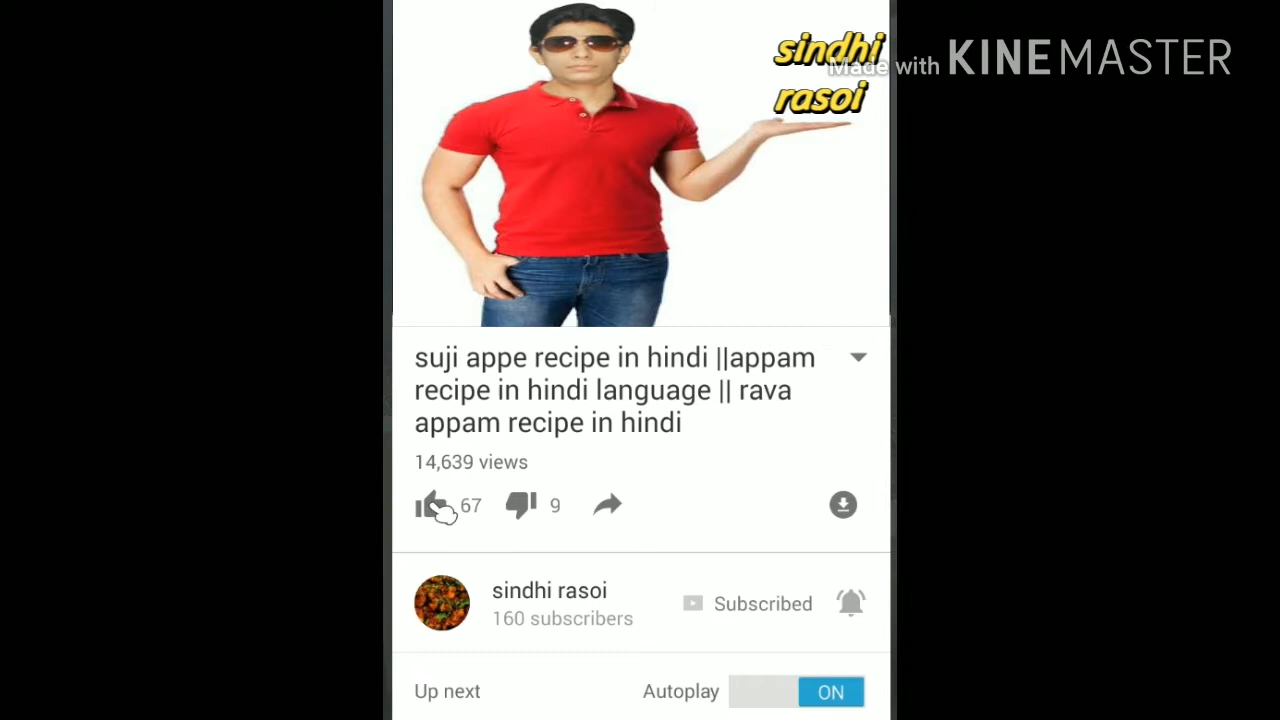 sindhi
rasoi
Made with KINEMASTER
suji appe recipe in hindi ||appam
recipe in hindi language || rava
appam recipe in hindi
14,639 views
67 9
sindhi rasoi
160 subscribers
Subscribed
Up next
Autoplay ON